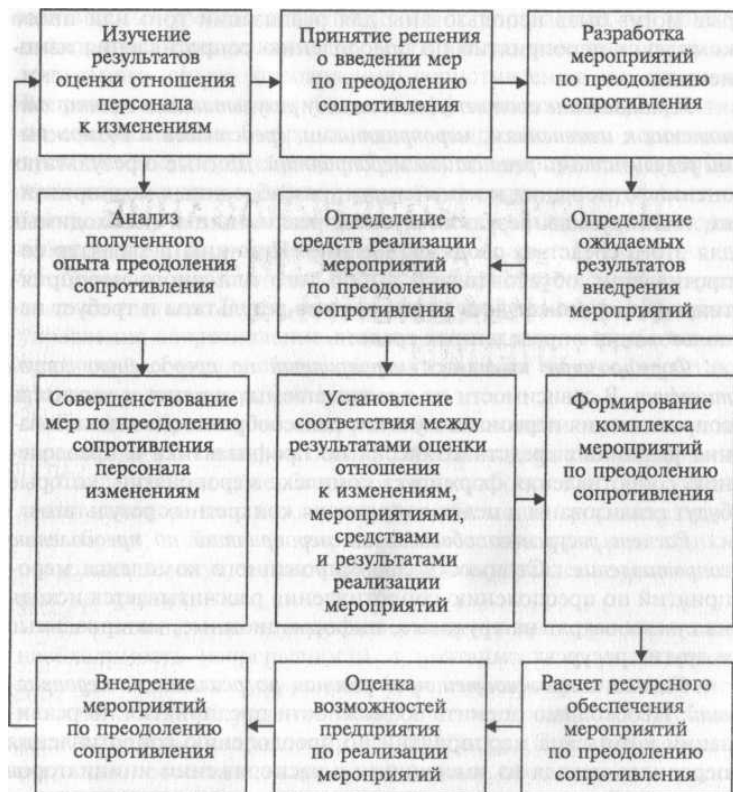 Изучение
результатов
оценки отношения
персонала
к изменениям
Принятие решения
о введении мер
по преодолению
сопротивления
Разработка
мероприятий
по преодолению
сопротивления
Анализ
полученного
сопротивления
Определение
средств реализации
мероприятий
по преодолению
сопротивления
Определение
ожидаемых
результатов
внедрения
мероприятий
Совершенствование
мер по преодолению
сопротивления
персонала
изменениям
Установление
соответствия между
результатами оценки
отношения
к изменениям,
мероприятиями,
средствами
и результатами
реализации
мероприятий
Формирование
комплекса
мероприятий
по преодолению
сопротивления
Внедрение
мероприятий
по преодолению
сопротивления
Оценка
возможностей
предприятия
по реализации
мероприятий
Расчет ресурсного
обеспечения
мероприятий
по преодолению
сопротивления